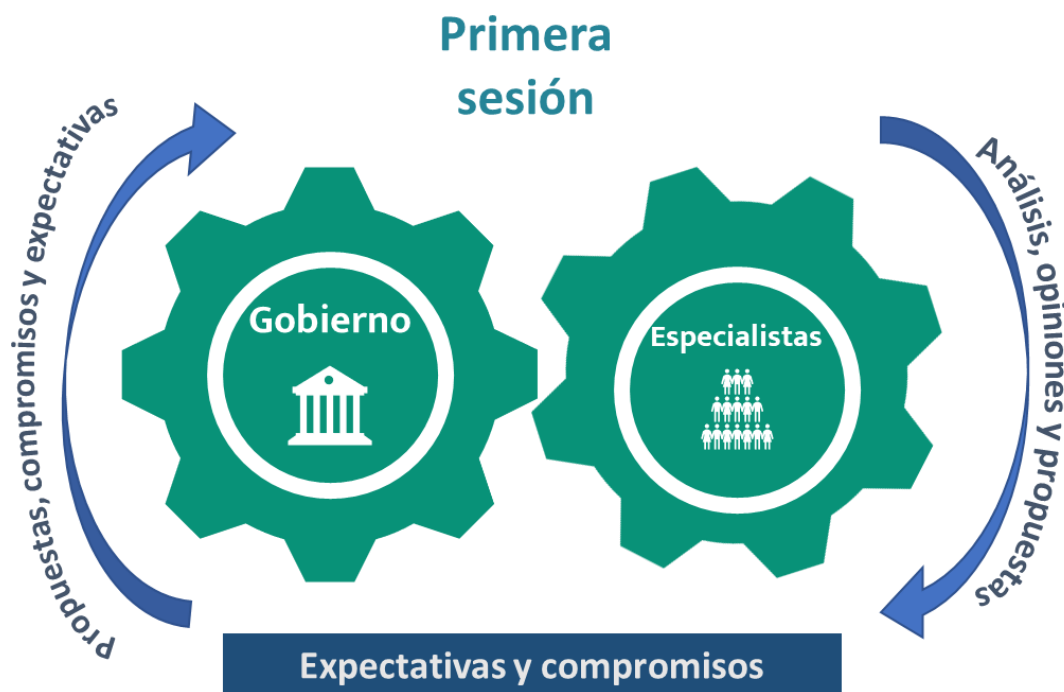 Primera
sesión
Propuestas, compromisos y expectativas
Gobierno
Especialistas
Análisis, opiniones y propuestas
Expectativas y compromisos